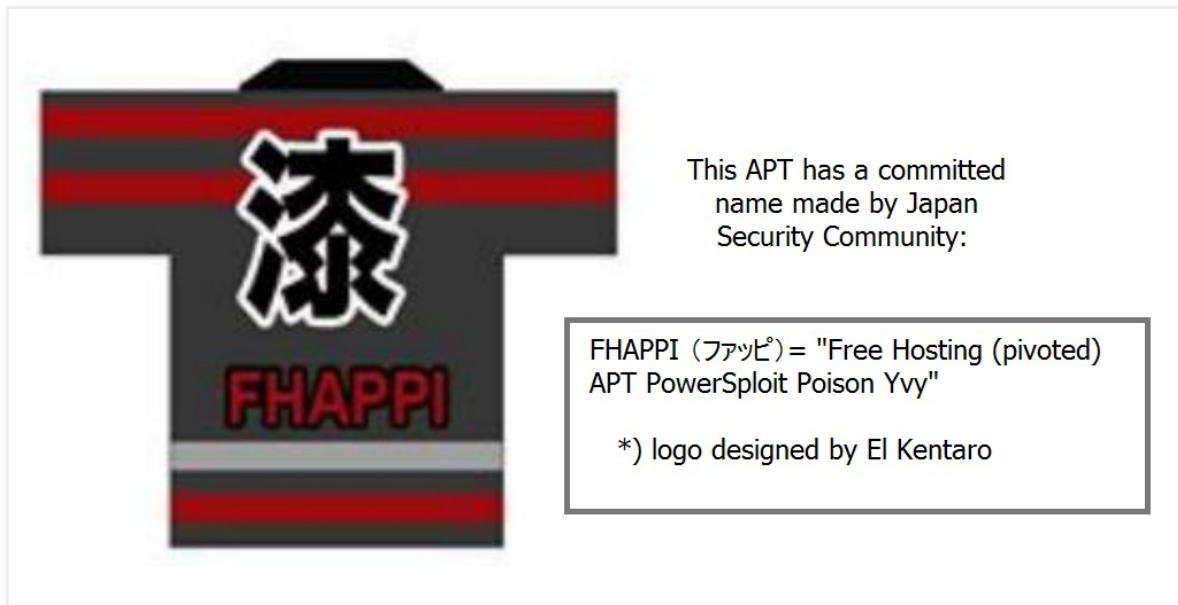 漆
FHAPPI
This APT has a committed
name made by Japan
Security Community:
FHAPPI（ファッピ）= "Free Hosting (pivoted)
APT PowerSploit Poison Yvy"
*) logo designed by El Kentaro